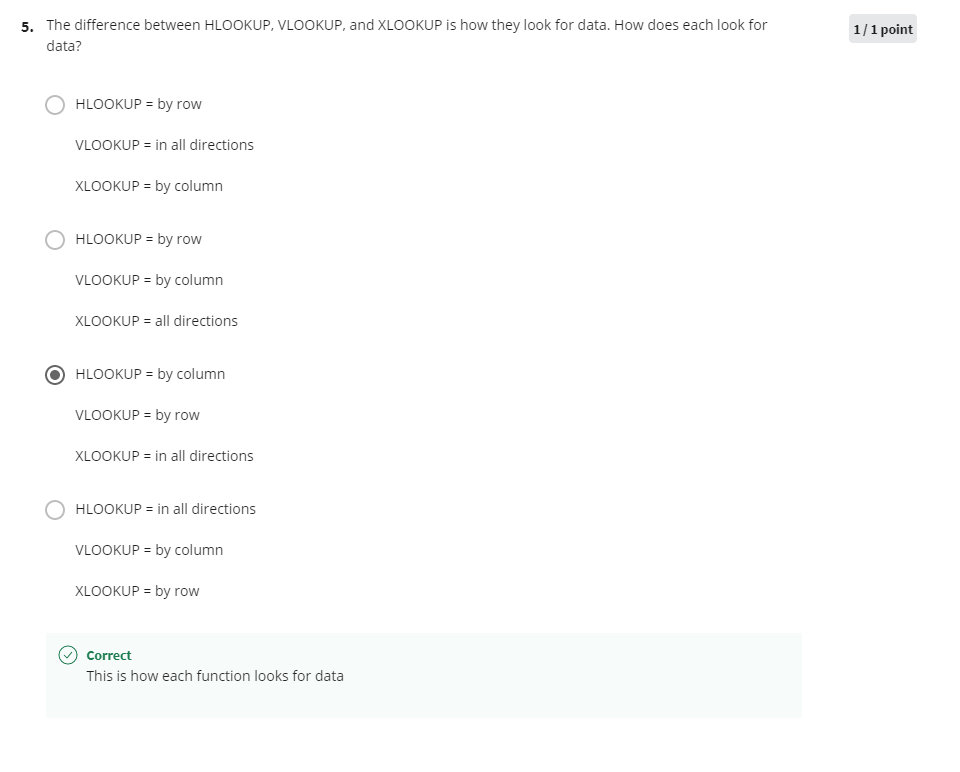 5. The difference between HLOOKUP, VLOOKUP, and XLOOKUP is how they look for data. How does each look for
data?
1 / 1 point
HLOOKUP = by row
VLOOKUP = in all directions
XLOOKUP = by column
HLOOKUP = by row
VLOOKUP = by column
XLOOKUP = all directions
HLOOKUP = by column
VLOOKUP = by row
XLOOKUP = in all directions
HLOOKUP = in all directions
VLOOKUP = by column
XLOOKUP = by row
Correct
This is how each function looks for data